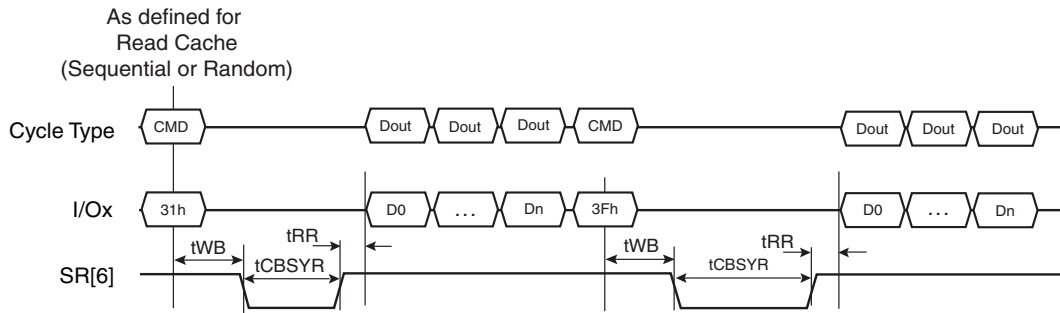 As defined for
Read Cache
(Sequential or Random)
Cycle Type CMD Dout Dout Dout CMD Dout Dout Dout
I/Ox 31h D0 ... Dn 3Fh D0 ... Dn
tWB tRR tWB tRR
SR[6] tCBSYR tCBSYR